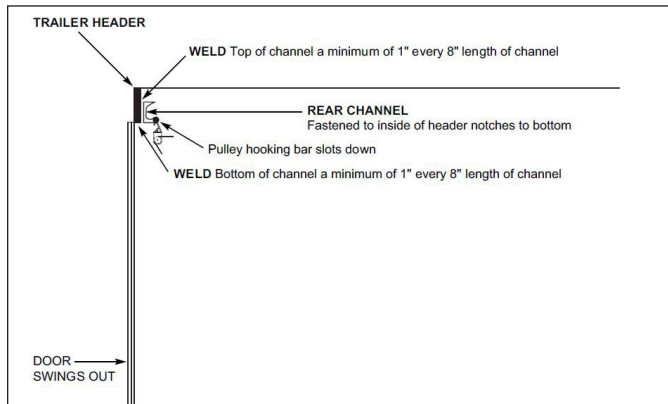 TRAILER HEADER
WELD Top of channel a minimum of 1" every 8" length of channel
REAR CHANNEL
Fastened to inside of header notches to bottom
Pulley hooking bar slots down
WELD Bottom of channel a minimum of 1" every 8" length of channel
DOOR
SWINGS OUT